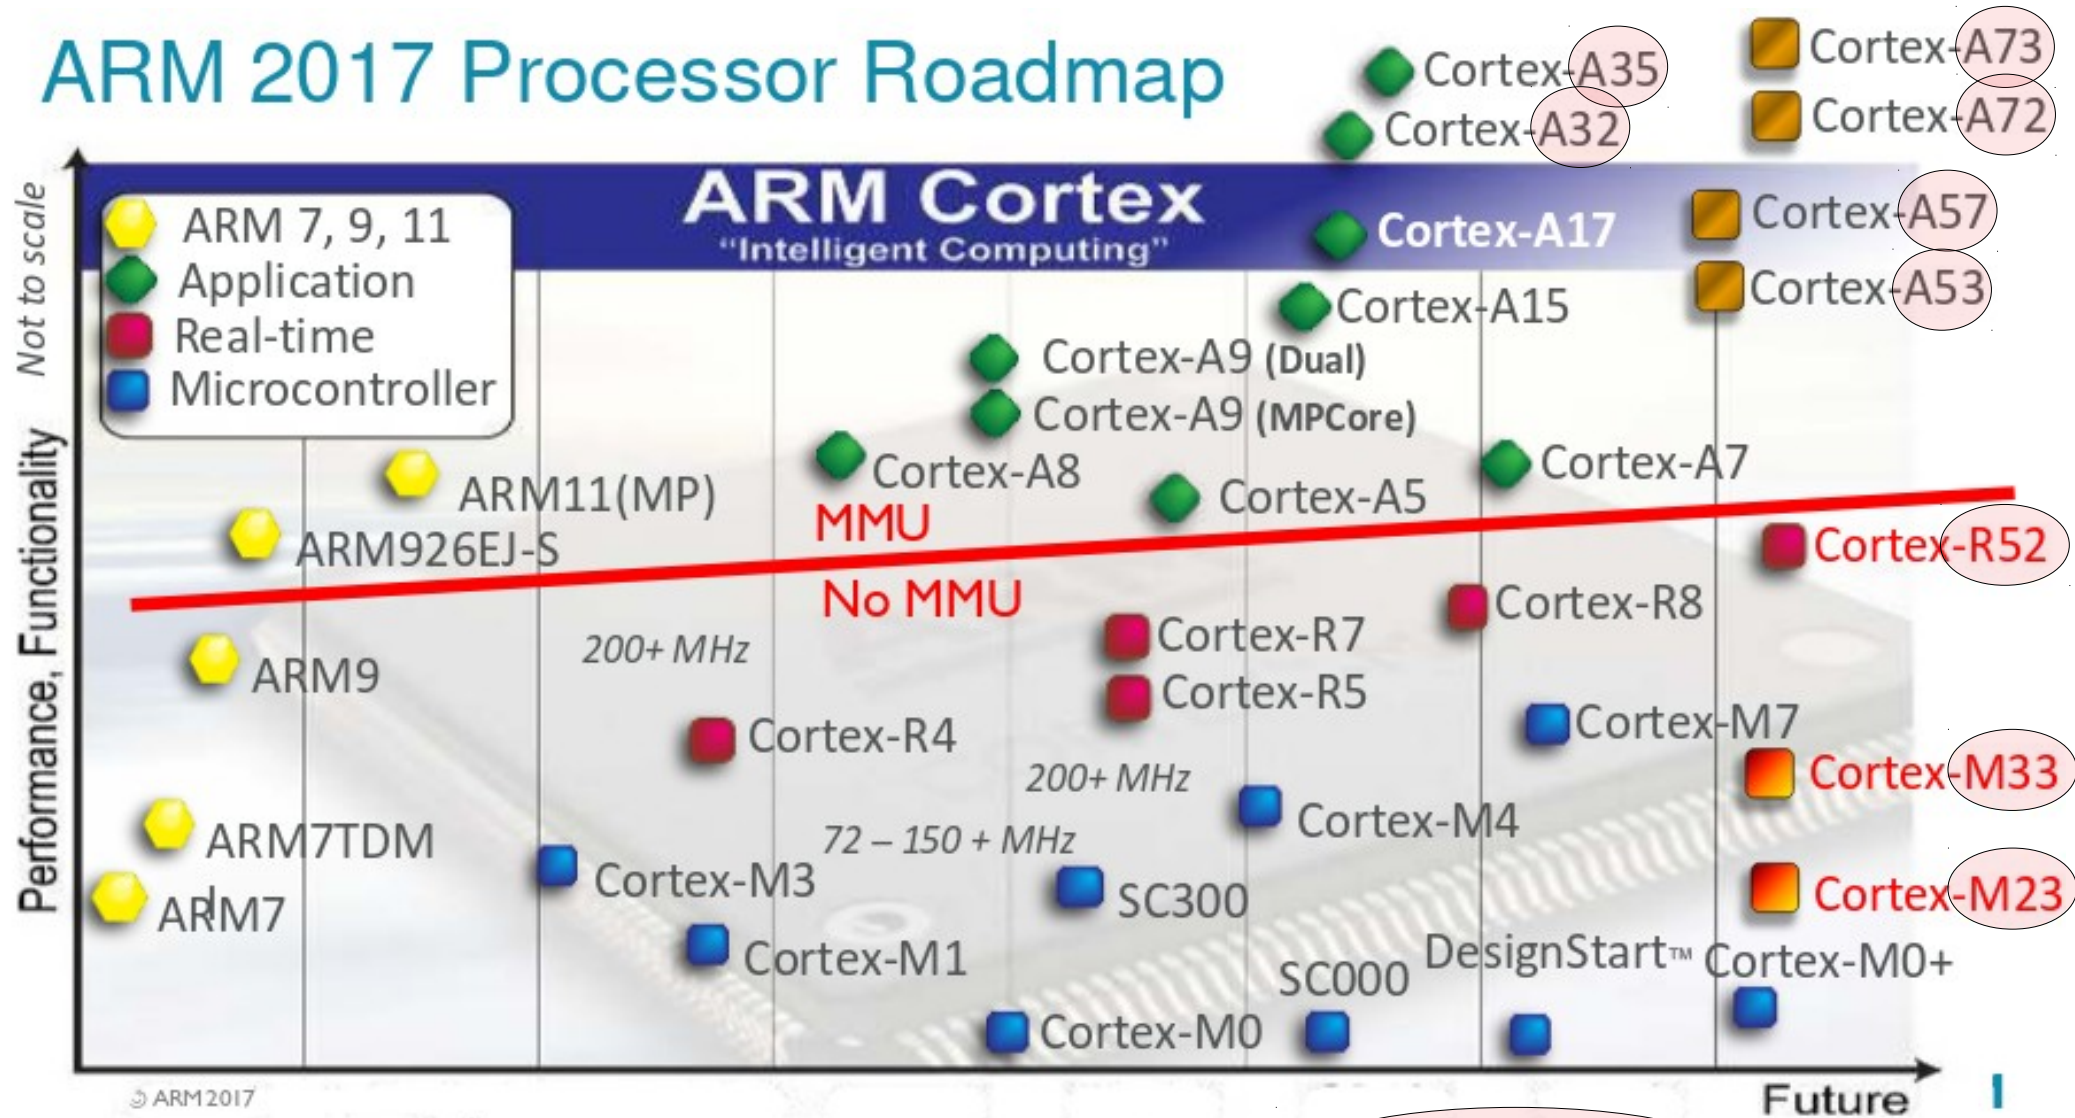 ARM 2017 Processor Roadmap
Cortex-A35
Cortex-A32
Cortex-A73
Cortex-A72
ARM Cortex
“Intelligent Computing”
Cortex-A17
Cortex-A57
Cortex-A53
Not to scale
Performance, Functionality
ARM 7, 9, 11
Application
Real-time
Microcontroller
Cortex-A15
Cortex-A9 (Dual)
Cortex-A9 (MPCore)
Cortex-A8
Cortex-A5
Cortex-A7
ARM11(MP)
ARM926EJ-S
MMU
No MMU
Cortex-R52
Cortex-R8
Cortex-R7
Cortex-R5
200+ MHz
ARM9
Cortex-R4
Cortex-M7
200+ MHz
Cortex-M33
Cortex-M4
72 – 150 + MHz
ARM7TDM
ARM7
Cortex-M3
SC300
Cortex-M23
Cortex-M1
SC000
DesignStart™
Cortex-M0+
Cortex-M0
© ARM 2017
Future
1